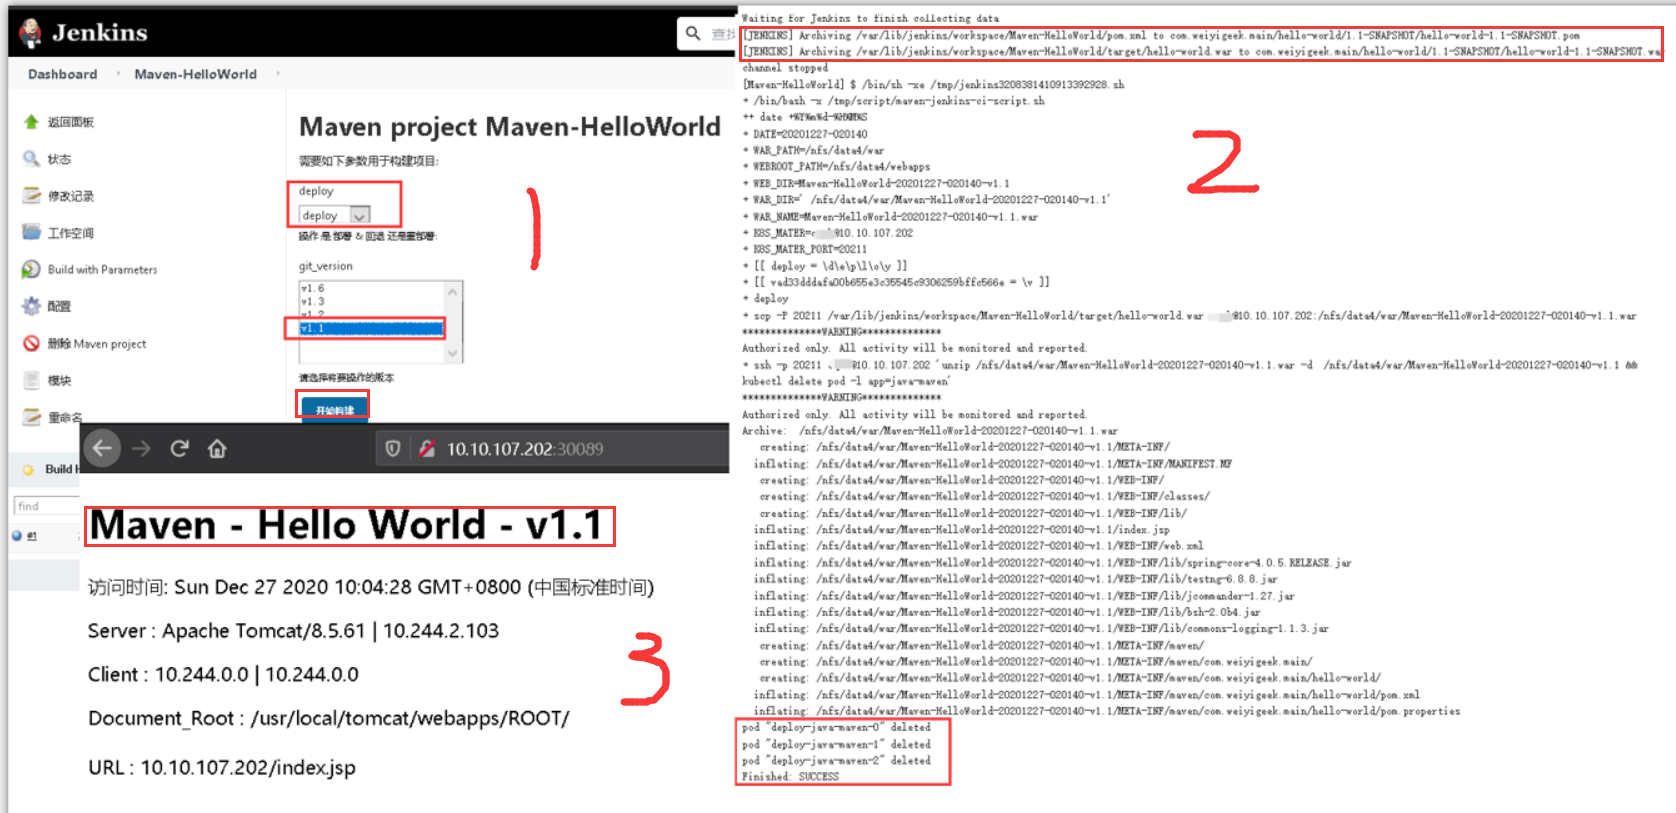 Jenkins
查找
Dashboard
Maven-HelloWorld
返回面板
状态
修改记录
工作空间
Build with Parameters
配置
删除 Maven project
模块
重命名
Build H
find
#1
Maven project Maven-HelloWorld
需要如下参数用于构建项目:
deploy
deploy
操作 是 部署 & 回退 还是重部署:
git_version
v1.6
v1.3
v1.2
v1.1
请选择将要操作的版本
开始构建
1
10.10.107.202:30089
Maven - Hello World - v1.1
访问时间: Sun Dec 27 2020 10:04:28 GMT+0800 (中国标准时间)
Server : Apache Tomcat/8.5.61 | 10.244.2.103
Client : 10.244.0.0 | 10.244.0.0
Document_Root : /usr/local/tomcat/webapps/ROOT/
URL : 10.10.107.202/index.jsp
3
Waiting for Jenkins to finish collecting data
[JENKINS] Archiving /var/lib/jenkins/workspace/Maven-HelloWorld/pom.xml to com.weiyigeek.main/hello-world/1.1-SNAPSHOT/hello-world-1.1-SNAPSHOT.pom
[JENKINS] Archiving /var/lib/jenkins/workspace/Maven-HelloWorld/target/hello-world.war to com.weiyigeek.main/hello-world/1.1-SNAPSHOT/hello-world-1.1-SNAPSHOT.war
channel stopped
[Maven-HelloWorld] $ /bin/sh -xe /tmp/jenkins3208381410913392928.sh
+ /bin/bash -x /tmp/script/maven-jenkins-ci-script.sh
++ date +%Y%m%d-%H%M%S
+ DATE=20201227-020140
+ WAR_PATH=/nfs/data4/war
+ WEBROOT_PATH=/nfs/data4/webapps
+ WEB_DIR=Maven-HelloWorld-20201227-020140-v1.1
+ WAR_DIR=' /nfs/data4/war/Maven-HelloWorld-20201227-020140-v1.1'
+ WAR_NAME=Maven-HelloWorld-20201227-020140-v1.1.war
+ K8S_MATER= @10.10.107.202
+ K8S_MATER_PORT=20211
+ [[ deploy = \d\e\p\l\o\y ]]
+ [[ vad33dddafa00b655e3c35545c9306259bffc566e = \v ]]
+ deploy
+ scp -P 20211 /var/lib/jenkins/workspace/Maven-HelloWorld/target/hello-world.war @10.10.107.202:/nfs/data4/war/Maven-HelloWorld-20201227-020140-v1.1.war
**************WARNING**************
Authorized only. All activity will be monitored and reported.
+ ssh -p 20211 @10.10.107.202 'unzip /nfs/data4/war/Maven-HelloWorld-20201227-020140-v1.1.war -d  /nfs/data4/war/Maven-HelloWorld-20201227-020140-v1.1 &&
kubectl delete pod -l app=java-maven'
**************WARNING**************
Authorized only. All activity will be monitored and reported.
Archive:  /nfs/data4/war/Maven-HelloWorld-20201227-020140-v1.1.war
creating: /nfs/data4/war/Maven-HelloWorld-20201227-020140-v1.1/META-INF/
inflating: /nfs/data4/war/Maven-HelloWorld-20201227-020140-v1.1/META-INF/MANIFEST.MF
creating: /nfs/data4/war/Maven-HelloWorld-20201227-020140-v1.1/WEB-INF/
creating: /nfs/data4/war/Maven-HelloWorld-20201227-020140-v1.1/WEB-INF/classes/
creating: /nfs/data4/war/Maven-HelloWorld-20201227-020140-v1.1/WEB-INF/lib/
inflating: /nfs/data4/war/Maven-HelloWorld-20201227-020140-v1.1/index.jsp
inflating: /nfs/data4/war/Maven-HelloWorld-20201227-020140-v1.1/WEB-INF/web.xml
inflating: /nfs/data4/war/Maven-HelloWorld-20201227-020140-v1.1/WEB-INF/lib/spring-core-4.0.5.RELEASE.jar
inflating: /nfs/data4/war/Maven-HelloWorld-20201227-020140-v1.1/WEB-INF/lib/testng-6.8.8.jar
inflating: /nfs/data4/war/Maven-HelloWorld-20201227-020140-v1.1/WEB-INF/lib/jcommander-1.27.jar
inflating: /nfs/data4/war/Maven-HelloWorld-20201227-020140-v1.1/WEB-INF/lib/bsh-2.0b4.jar
inflating: /nfs/data4/war/Maven-HelloWorld-20201227-020140-v1.1/WEB-INF/lib/commons-logging-1.1.3.jar
creating: /nfs/data4/war/Maven-HelloWorld-20201227-020140-v1.1/META-INF/maven/
creating: /nfs/data4/war/Maven-HelloWorld-20201227-020140-v1.1/META-INF/maven/com.weiyigeek.main/
creating: /nfs/data4/war/Maven-HelloWorld-20201227-020140-v1.1/META-INF/maven/com.weiyigeek.main/hello-world/
inflating: /nfs/data4/war/Maven-HelloWorld-20201227-020140-v1.1/META-INF/maven/com.weiyigeek.main/hello-world/pom.xml
inflating: /nfs/data4/war/Maven-HelloWorld-20201227-020140-v1.1/META-INF/maven/com.weiyigeek.main/hello-world/pom.properties
pod "deploy-java-maven-0" deleted
pod "deploy-java-maven-1" deleted
pod "deploy-java-maven-2" deleted
Finished: SUCCESS
2